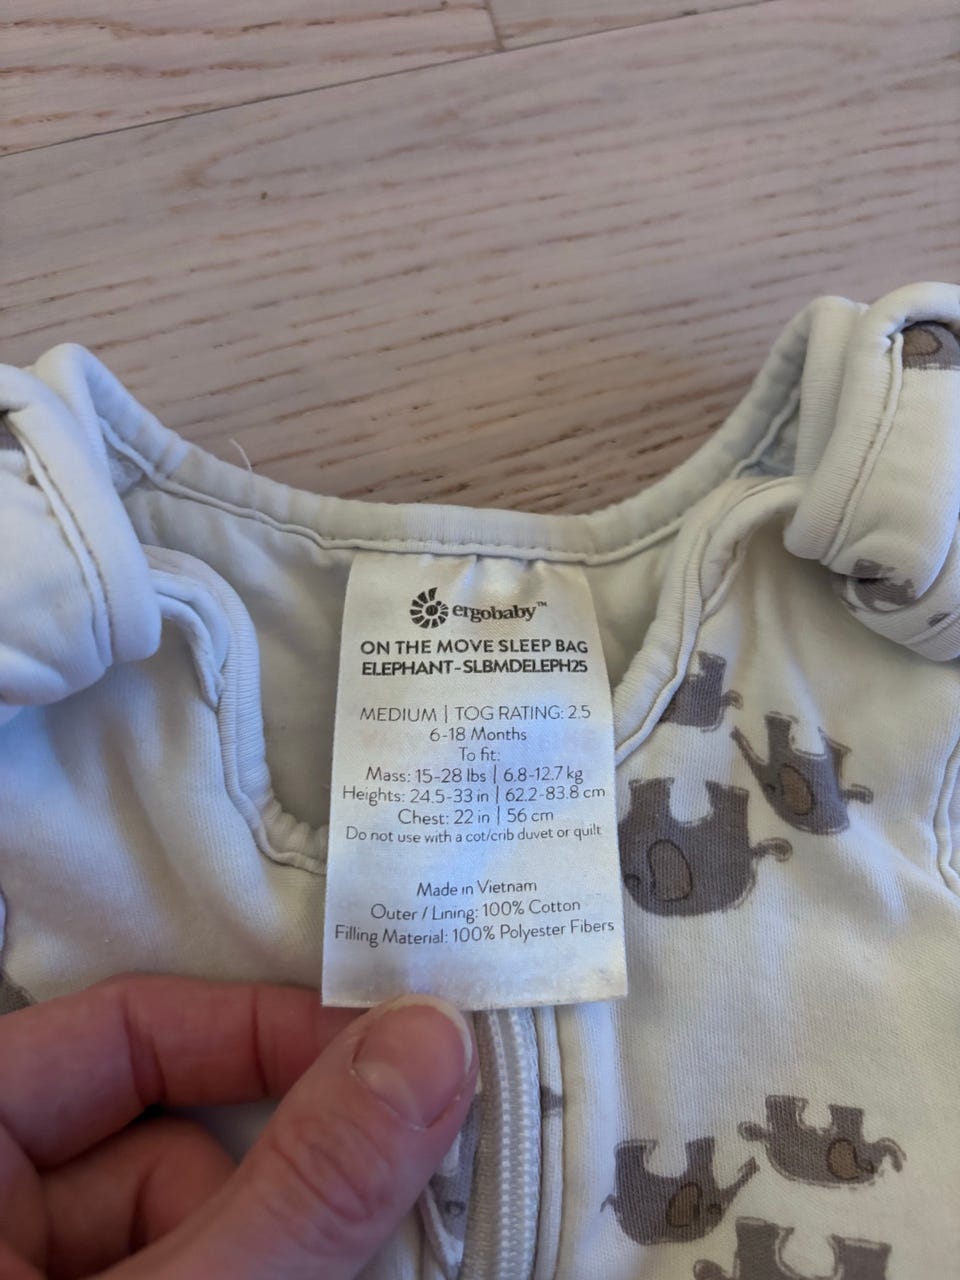 ergobaby™
ON THE MOVE SLEEP BAG
ELEPHANT-SLBMDELEPH25
MEDIUM | TOG RATING: 2.5
6-18 Months
To fit:
Mass: 15-28 lbs | 6.8-12.7 kg
Heights: 24.5-33 in | 62.2-83.8 cm
Chest: 22 in | 56 cm
Do not use with a cot/crib duvet or quilt
Made in Vietnam
Outer / Lining: 100% Cotton
Filling Material: 100% Polyester Fibers